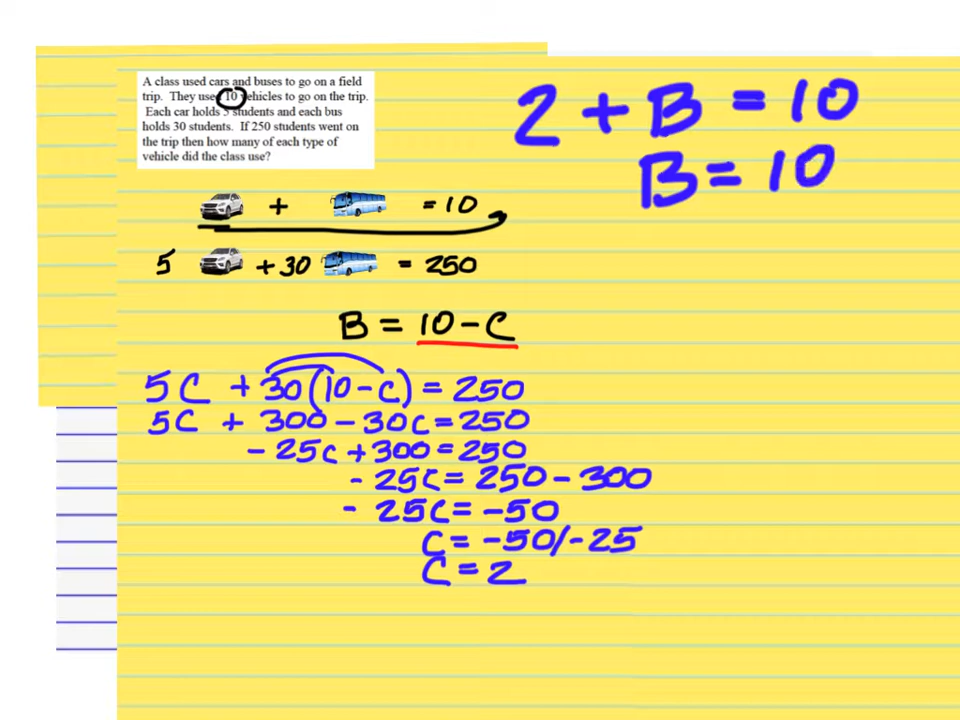 A class used cars and buses to go on a field
trip. They used 10 vehicles to go on the trip.
Each car holds 5 students and each bus
holds 30 students. If 250 students went on
the trip then how many of each type of
vehicle did the class use?
+ = 10
5 + 30 = 250
B = 10 - C
5C + 30(10 - C) = 250
5C + 300 - 30C = 250
- 25C + 300 = 250
- 25C = 250 - 300
- 25C = -50
C = -50/-25
C = 2
2 + B = 10
B = 10